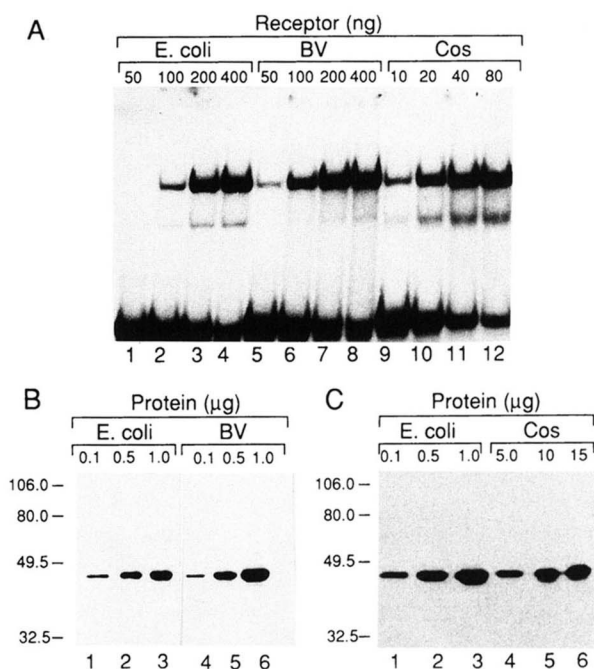 A
Receptor (ng)
E. coli BV Cos
50 100 200 400 50 100 200 400 10 20 40 80
1 2 3 4 5 6 7 8 9 10 11 12
B
Protein (μg)
E. coli BV
0.1 0.5 1.0 0.1 0.5 1.0
106.0 –
80.0 –
49.5 –
32.5 –
1 2 3 4 5 6
C
Protein (μg)
E. coli Cos
0.1 0.5 1.0 5.0 10 15
106.0 –
80.0 –
49.5 –
32.5 –
1 2 3 4 5 6